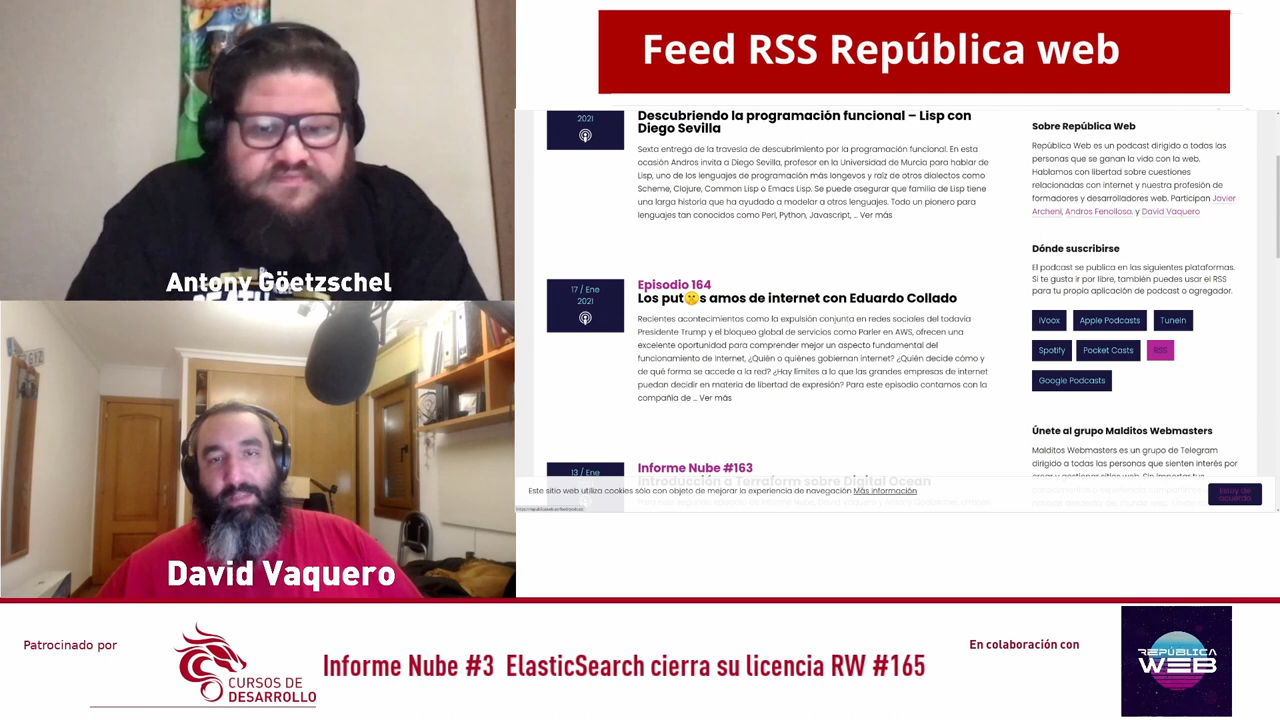 Feed RSS República web
Antony Göetzschel
David Vaquero
2021
Descubriendo la programación funcional – Lisp con
Diego Sevilla
Sexta entrega de la travesía de descubrimiento por la programación funcional. En esta
ocasión Andros invita a Diego Sevilla, profesor en la Universidad de Murcia para hablar de
Lisp, uno de los lenguajes de programación más longevos y raíz de otros dialectos como
Scheme, Clojure, Common Lisp o Emacs Lisp. Se puede asegurar que familia de Lisp tiene
una larga historia que ha ayudado a modelar a otros lenguajes. Todo un pionero para
lenguajes tan conocidos como Perl, Python, Javascript, ... Ver más
17 / Ene
2021
Episodio 164
Los put🤫s amos de internet con Eduardo Collado
Recientes acontecimientos como la expulsión conjunta en redes sociales del todavía
Presidente Trump y el bloqueo global de servicios como Parler en AWS, ofrecen una
excelente oportunidad para comprender mejor un aspecto fundamental del
funcionamiento de Internet, ¿Quién o quiénes gobiernan internet? ¿Quién decide cómo y
de qué forma se accede a la red? ¿Hay límites a lo que las grandes empresas de internet
puedan decidir en materia de libertad de expresión? Para este episodio contamos con la
compañía de ... Ver más
13 / Ene
Informe Nube #163
Introducción a Terraform sobre Digital Ocean
Sobre República Web
República Web es un podcast dirigido a todas las
personas que se ganan la vida con la web.
Hablamos con libertad sobre cuestiones
relacionadas con internet y nuestra profesión de
formadores y desarrolladores web. Participan Javier
Archeni, Andros Fenollosa. y David Vaquero
Dónde suscribirse
El podcast se publica en las siguientes plataformas.
Si te gusta ir por libre, también puedes usar el RSS
para tu propia aplicación de podcast o agregador.
iVoox
Apple Podcasts
TuneIn
Spotify
Pocket Casts
RSS
Google Podcasts
Únete al grupo Malditos Webmasters
Malditos Webmasters es un grupo de Telegram
dirigido a todas las personas que sienten interés por
Este sitio web utiliza cookies sólo con objeto de mejorar la experiencia de navegación Más información
Estoy de
acuerdo
Patrocinado por
CURSOS DE
DESARROLLO
Informe Nube #3 ElasticSearch cierra su licencia RW #165
En colaboración con
REPÚBLICA
WEB